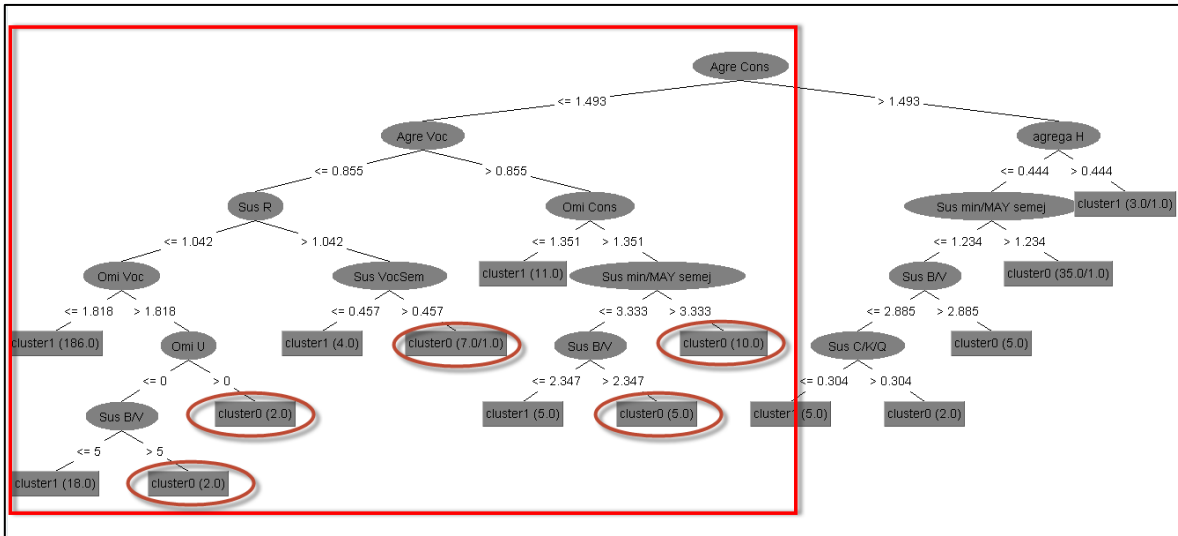 Agre Cons
<= 1.493 > 1.493
Agre Voc agrega H
<= 0.855 > 0.855 <= 0.444 > 0.444
Sus R Omi Cons Sus min/MAY semej cluster1 (3.0/1.0)
<= 1.042 > 1.042 <= 1.351 > 1.351 <= 1.234 > 1.234
Omi Voc Sus VocSem cluster1 (11.0) Sus min/MAY semej Sus B/V cluster0 (35.0/1.0)
<= 1.818 > 1.818 <= 0.457 > 0.457 <= 3.333 > 3.333 <= 2.885 > 2.885
cluster1 (186.0) Omi U cluster1 (4.0) cluster0 (7.0/1.0) Sus B/V cluster0 (10.0) Sus C/K/Q cluster0 (5.0)
<= 0 > 0 <= 2.347 > 2.347 <= 0.304 > 0.304
Sus B/V cluster0 (2.0) cluster1 (5.0) cluster0 (5.0) cluster1 (5.0) cluster0 (2.0)
<= 5 > 5
cluster1 (18.0) cluster0 (2.0)